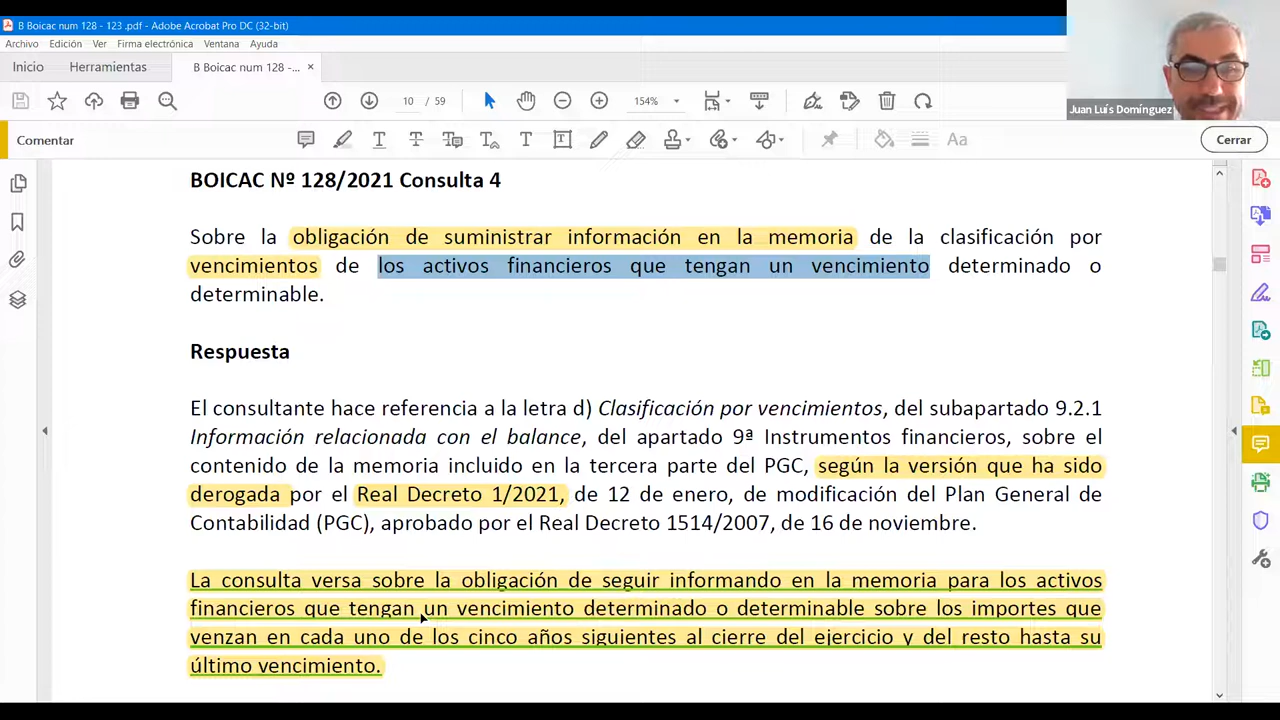 B Boicac num 128 - 123 .pdf - Adobe Acrobat Pro DC (32-bit)
Archivo Edición Ver Firma electrónica Ventana Ayuda
Inicio Herramientas B Boicac num 128 -... ×
10 / 59 154%
Juan Luís Domínguez
Comentar Cerrar
BOICAC Nº 128/2021 Consulta 4
Sobre la obligación de suministrar información en la memoria de la clasificación por
vencimientos de los activos financieros que tengan un vencimiento determinado o
determinable.
Respuesta
El consultante hace referencia a la letra d) Clasificación por vencimientos, del subapartado 9.2.1
Información relacionada con el balance, del apartado 9ª Instrumentos financieros, sobre el
contenido de la memoria incluido en la tercera parte del PGC, según la versión que ha sido
derogada por el Real Decreto 1/2021, de 12 de enero, de modificación del Plan General de
Contabilidad (PGC), aprobado por el Real Decreto 1514/2007, de 16 de noviembre.
La consulta versa sobre la obligación de seguir informando en la memoria para los activos
financieros que tengan un vencimiento determinado o determinable sobre los importes que
venzan en cada uno de los cinco años siguientes al cierre del ejercicio y del resto hasta su
último vencimiento.